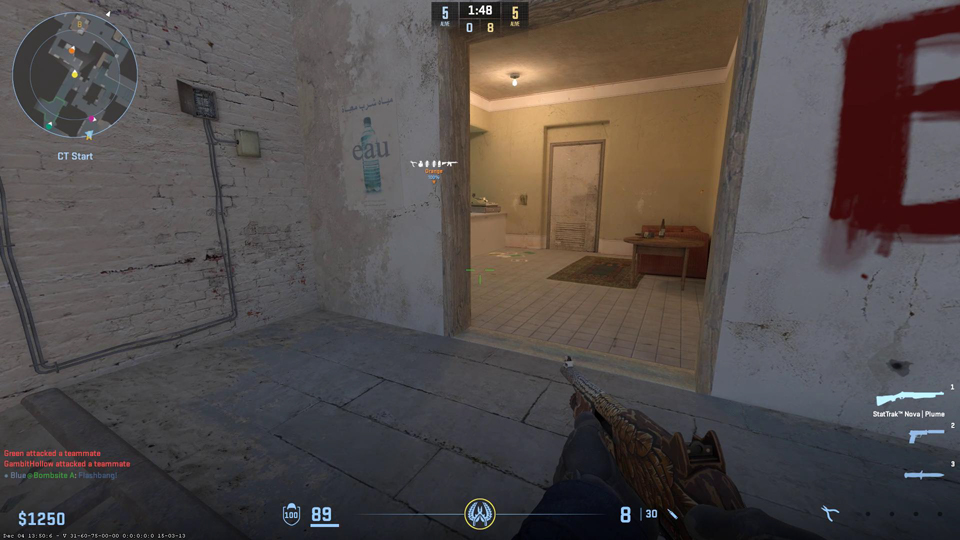 B
5
1:48
5
ALIVE
0
8
ALIVE
CT Start
eau
Orange
E
1
StatTrak™ Nova | Plume
2
3
Green attacked a teammate
GambitHollow attacked a teammate
Blue@Bombsite A: Flashbang!
$1250
100
89
8
30